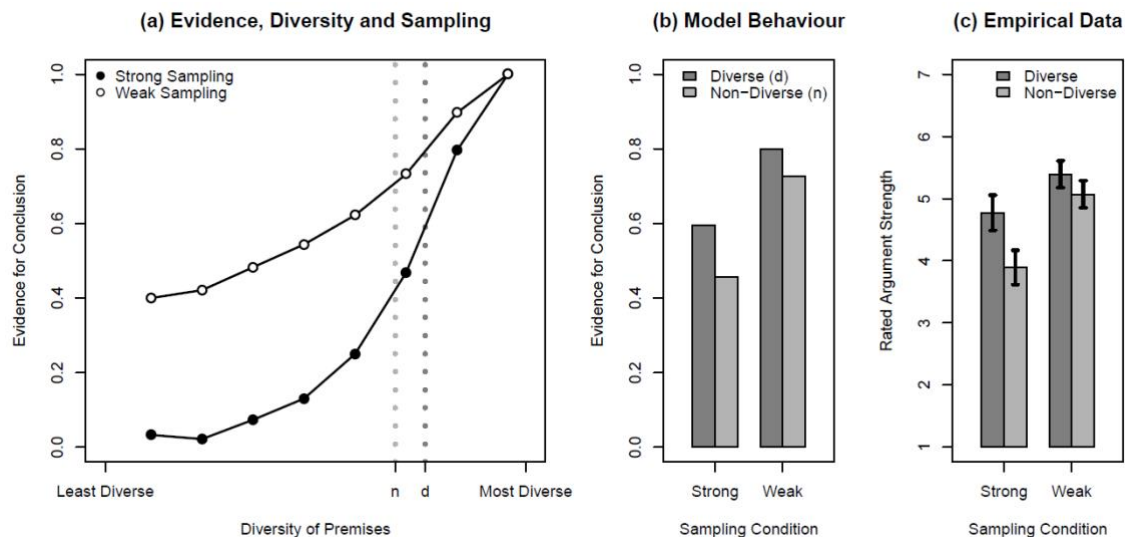 (a) Evidence, Diversity and Sampling
Strong Sampling
Weak Sampling
Evidence for Conclusion
0.0
0.2
0.4
0.6
0.8
1.0
Least Diverse
n
d
Most Diverse
Diversity of Premises
(b) Model Behaviour
Diverse (d)
Non−Diverse (n)
Evidence for Conclusion
0.0
0.2
0.4
0.6
0.8
1.0
Strong
Weak
Sampling Condition
(c) Empirical Data
Diverse
Non−Diverse
Rated Argument Strength
1
2
3
4
5
6
7
Strong
Weak
Sampling Condition